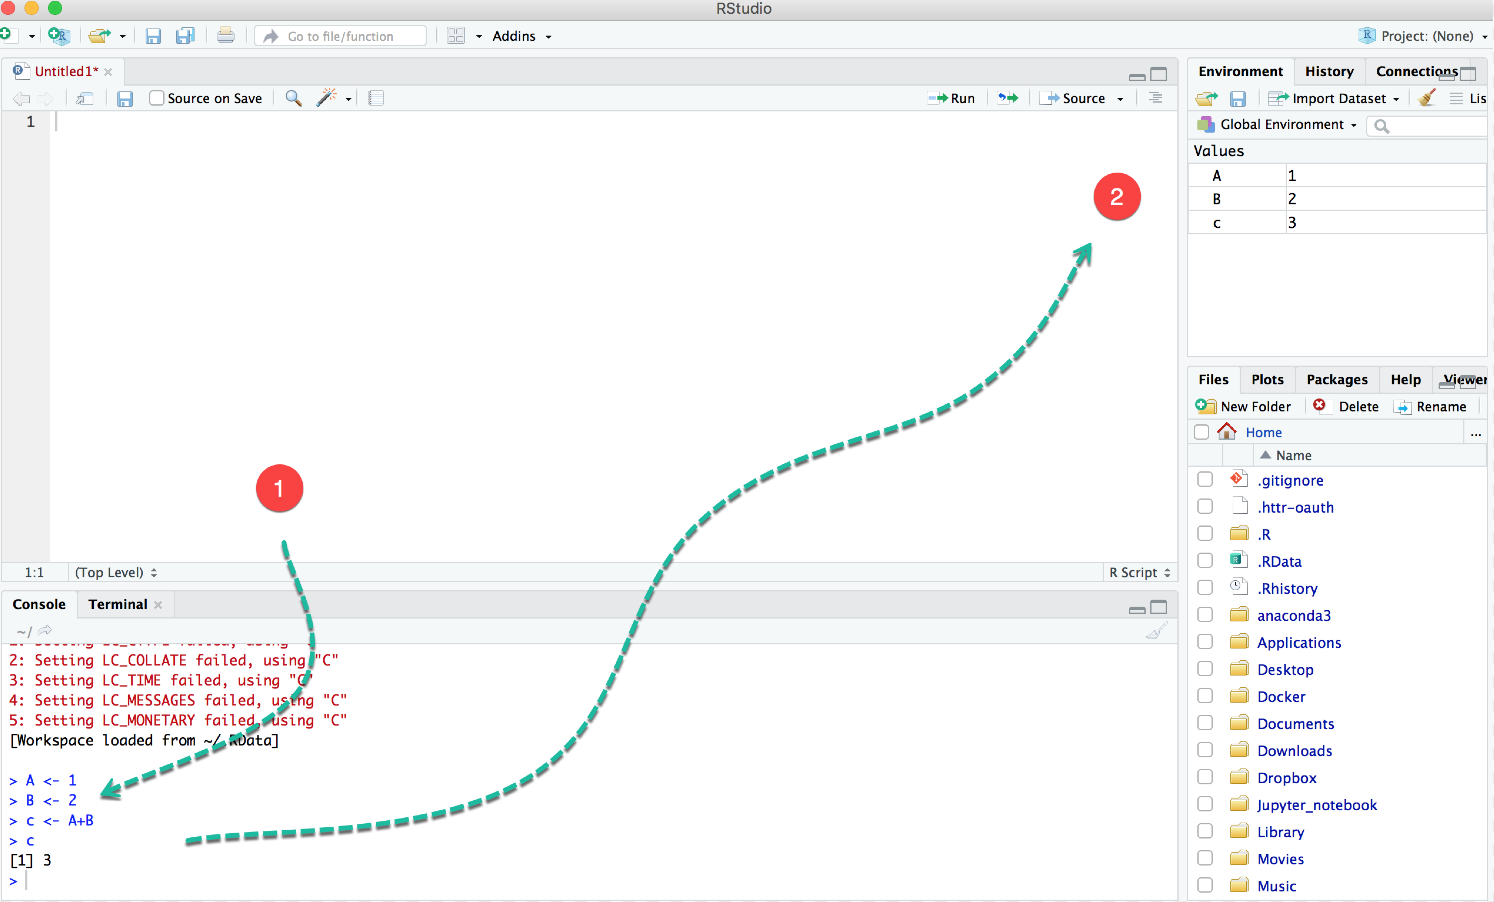 RStudio
Go to file/function
Addins
Project: (None)
Untitled1*
Source on Save
Run
Source
1
1
2
1:1
(Top Level)
R Script
Console
Terminal
~/
2: Setting LC_COLLATE failed, using "C"
3: Setting LC_TIME failed, using "C"
4: Setting LC_MESSAGES failed, using "C"
5: Setting LC_MONETARY failed, using "C"
[Workspace loaded from ~/.RData]
> A <- 1
> B <- 2
> c <- A+B
> c
[1] 3
>
Environment
History
Connections
Import Dataset
Lis
Global Environment
Values
A 1
B 2
c 3
Files
Plots
Packages
Help
Viewer
New Folder
Delete
Rename
Home
...
Name
.gitignore
.httr-oauth
.R
.RData
.Rhistory
anaconda3
Applications
Desktop
Docker
Documents
Downloads
Dropbox
Jupyter_notebook
Library
Movies
Music